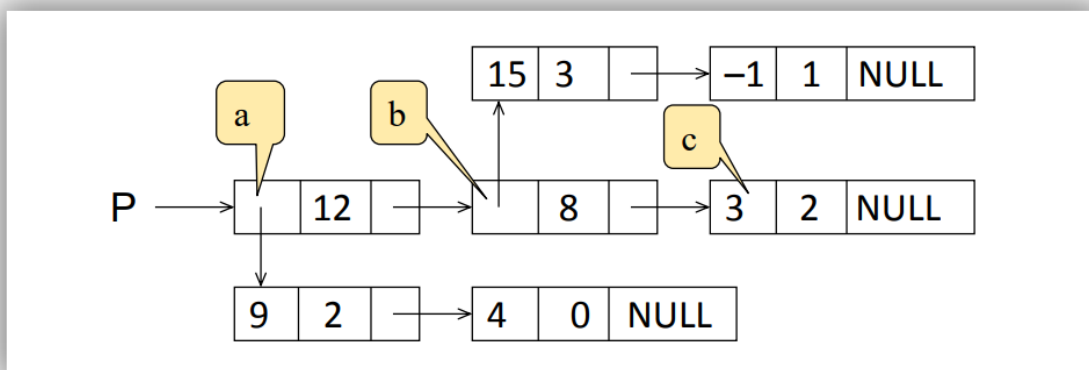 15 3 –1 1 NULL
a b c
P 12 8 3 2 NULL
9 2 4 0 NULL